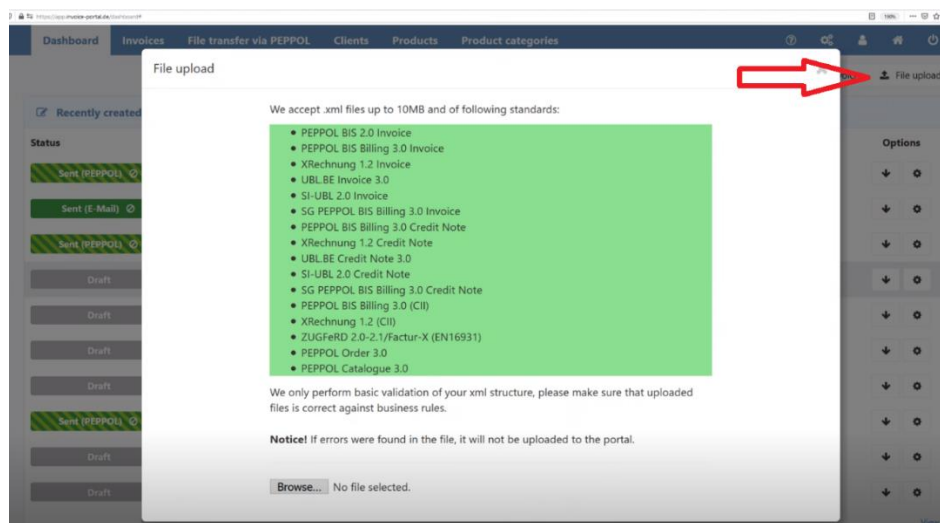 https://app.invoice-portal.de/dashboard#
Dashboard Invoices File transfer via PEPPOL Clients Products Product categories
File upload
File upload
We accept .xml files up to 10MB and of following standards:
PEPPOL BIS 2.0 Invoice
PEPPOL BIS Billing 3.0 Invoice
XRechnung 1.2 Invoice
UBL.BE Invoice 3.0
SI-UBL 2.0 Invoice
SG PEPPOL BIS Billing 3.0 Invoice
PEPPOL BIS Billing 3.0 Credit Note
XRechnung 1.2 Credit Note
UBL.BE Credit Note 3.0
SI-UBL 2.0 Credit Note
SG PEPPOL BIS Billing 3.0 Credit Note
PEPPOL BIS Billing 3.0 (CII)
XRechnung 1.2 (CII)
ZUGFeRD 2.0-2.1/Factur-X (EN16931)
PEPPOL Order 3.0
PEPPOL Catalogue 3.0
We only perform basic validation of your xml structure, please make sure that uploaded
files is correct against business rules.
Notice! If errors were found in the file, it will not be uploaded to the portal.
Browse... No file selected.
Recently created
Status
Options
Sent (PEPPOL)
Sent (E-Mail)
Sent (PEPPOL)
Draft
Draft
Draft
Draft
Sent (PEPPOL)
Draft
Draft